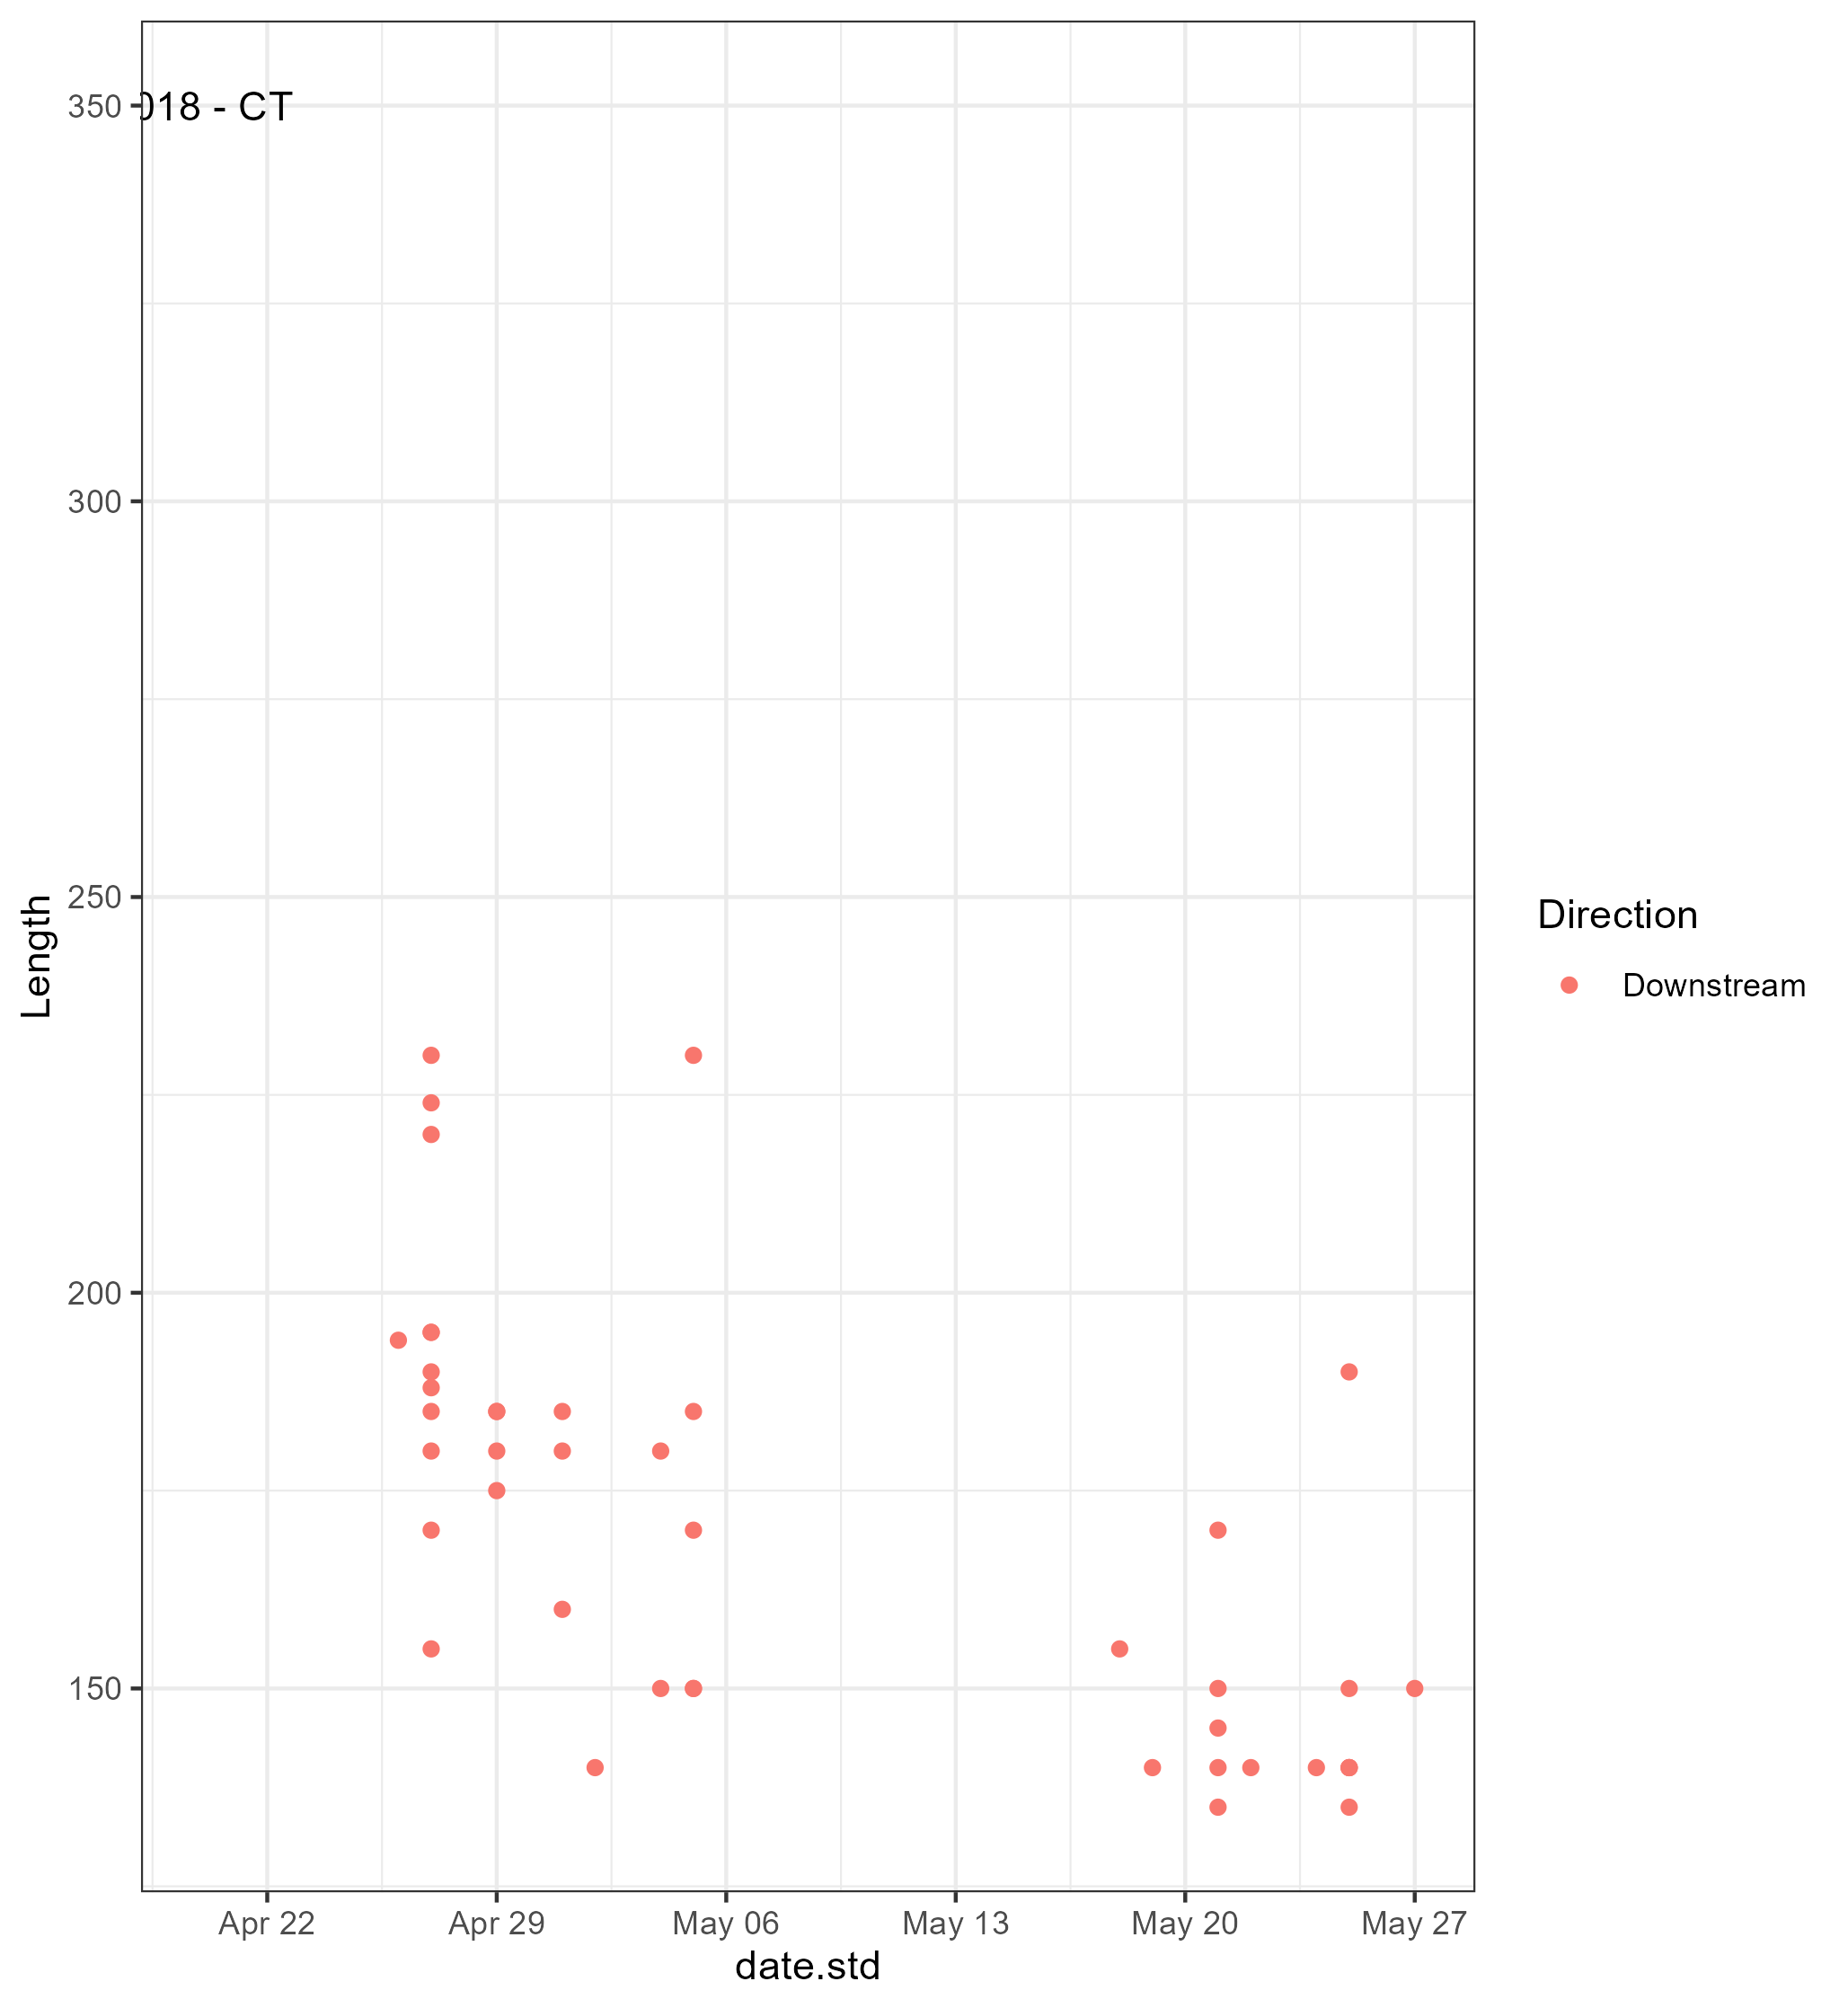 018 - CT
350
300
250
200
150
Length
Apr 22
Apr 29
May 06
May 13
May 20
May 27
date.std
Direction
Downstream